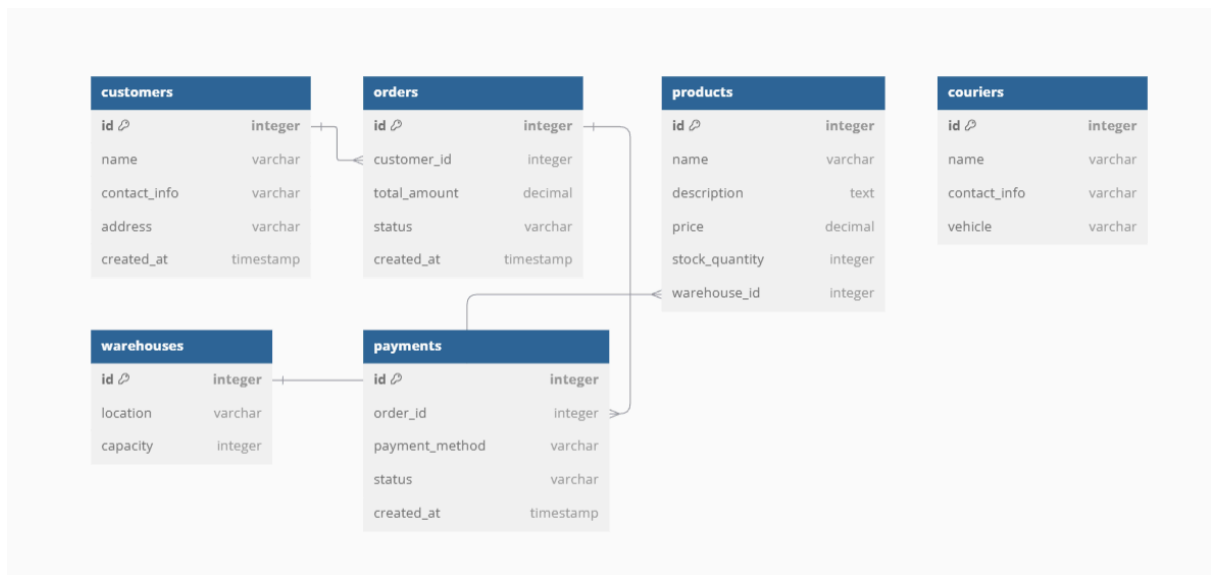 customers
id integer
name varchar
contact_info varchar
address varchar
created_at timestamp
orders
id integer
customer_id integer
total_amount decimal
status varchar
created_at timestamp
products
id integer
name varchar
description text
price decimal
stock_quantity integer
warehouse_id integer
couriers
id integer
name varchar
contact_info varchar
vehicle varchar
warehouses
id integer
location varchar
capacity integer
payments
id integer
order_id integer
payment_method varchar
status varchar
created_at timestamp